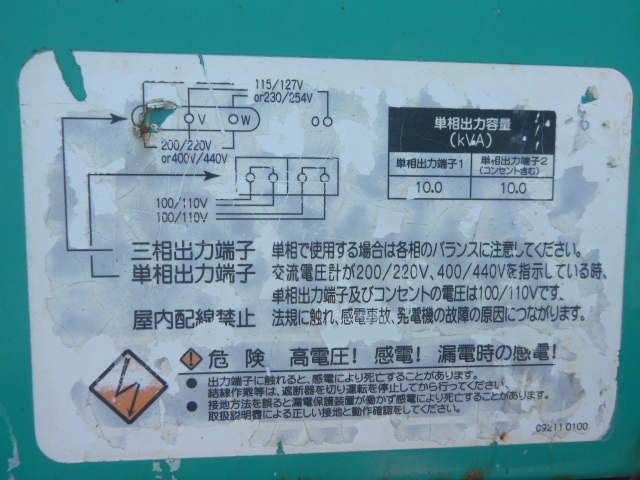 115/127V
or230/254V
V
W
200/220V
or400/440V
100/110V
100/110V
単相出力容量
(kVA)
単相出力端子1 単相出力端子2
(コンセント含む)
10.0 10.0
三相出力端子 単相で使用する場合は各相のバランスに注意してください。
単相出力端子 交流電圧計が200/220V、400/440Vを指示している時、
単相出力端子及びコンセントの電圧は100/110Vです。
屋内配線禁止 法規に触れ、感電事故、発電機の故障の原因につながります。
危険 高電圧! 感電! 漏電時の感電!
● 出力端子に触れると、感電により死亡することがあります。
結線作業等は、遮断器を切り運転を停止してから行ってください。
● 接地方法を誤ると漏電保護装置が働かず感電により死亡することがあります。
取扱説明書による正しい接地と動作確認をしてください。
C9211 0100